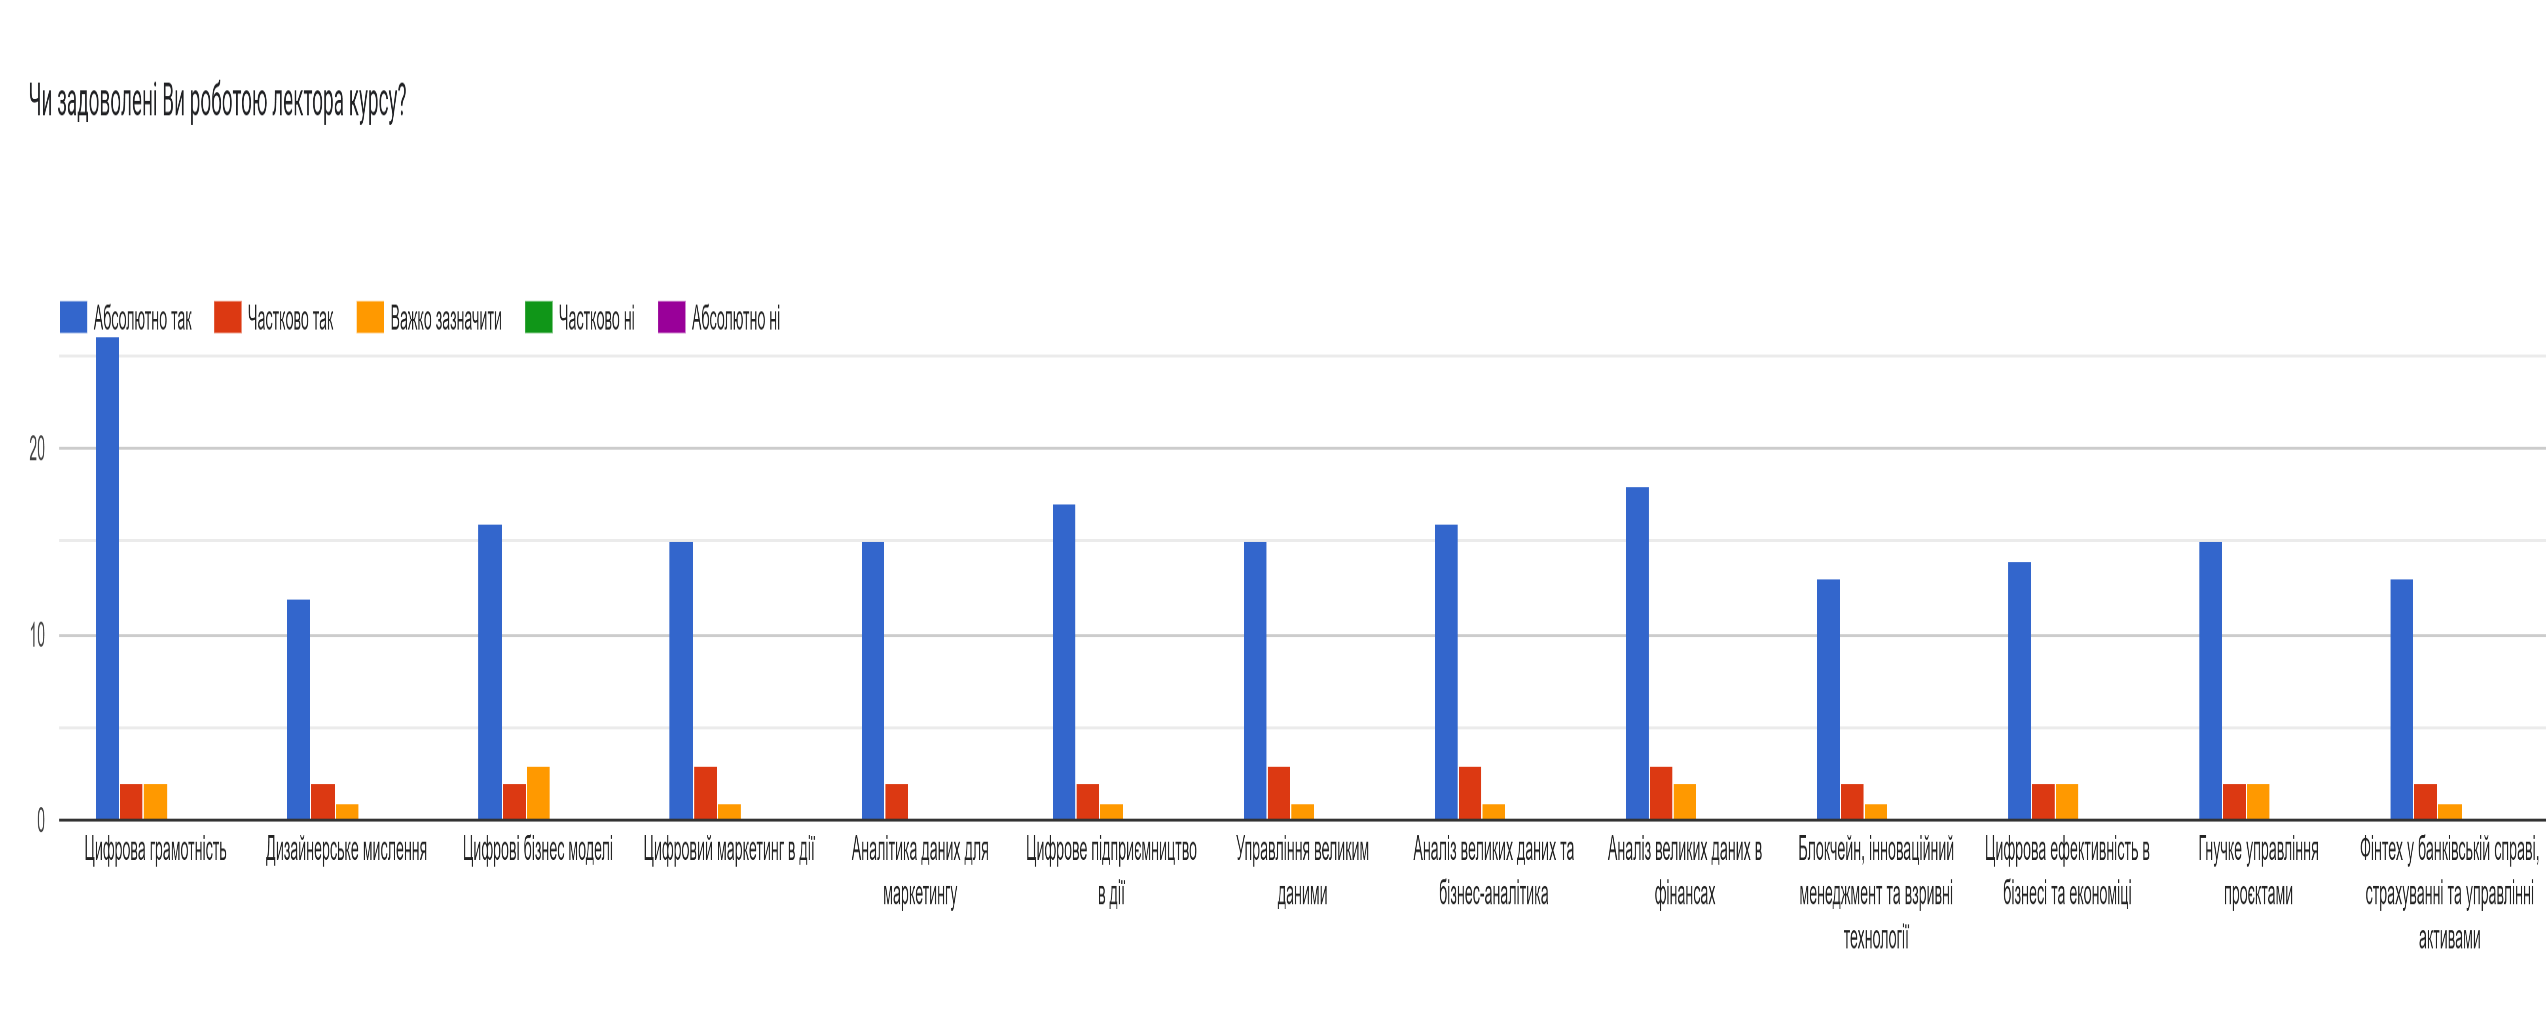 Чи задоволені Ви роботою лектора курсу?
Абсолютно так
Частково так
Важко зазначити
Частково ні
Абсолютно ні
20
10
0
Цифрова грамотність
Дизайнерське мислення
Цифрові бізнес моделі
Цифровий маркетинг в дії
Аналітика даних для
маркетингу
Цифрове підприємництво
в дії
Управління великим
даними
Аналіз великих даних та
бізнес-аналітика
Аналіз великих даних в
фінансах
Блокчейн, інноваційний
менеджмент та взривні
технології
Цифрова ефективність в
бізнесі та економіці
Гнучке управління
проєктами
Фінтех у банківській справі,
страхуванні та управлінні
активами